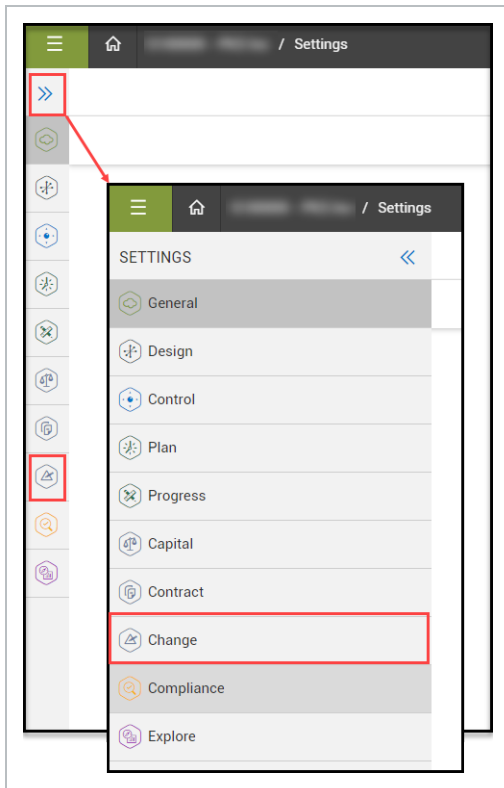 / Settings
/ Settings
SETTINGS
General
Design
Control
Plan
Progress
Capital
Contract
Change
Compliance
Explore